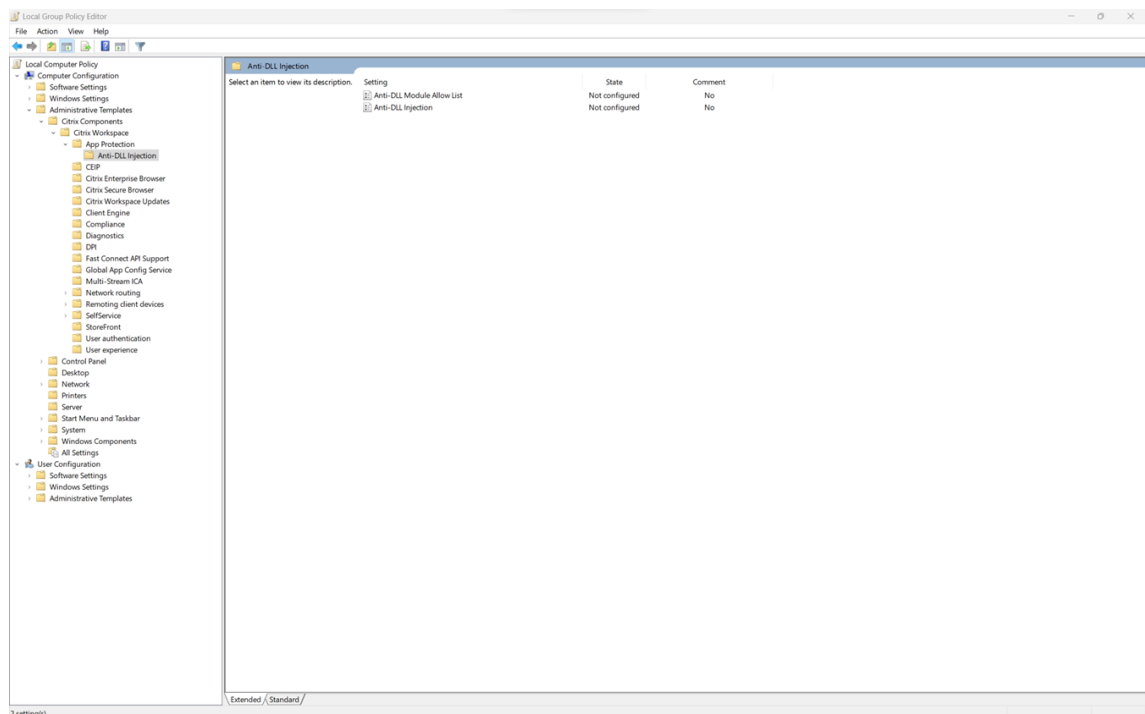 Local Group Policy Editor
File Action View Help
Local Computer Policy
Computer Configuration
Software Settings
Windows Settings
Administrative Templates
Citrix Components
Citrix Workspace
App Protection
Anti-DLL Injection
CEIP
Citrix Enterprise Browser
Citrix Secure Browser
Citrix Workspace Updates
Client Engine
Compliance
Diagnostics
DPI
Fast Connect API Support
Global App Config Service
Multi-Stream ICA
Network routing
Remoting client devices
SelfService
StoreFront
User authentication
User experience
Control Panel
Desktop
Network
Printers
Server
Start Menu and Taskbar
System
Windows Components
All Settings
User Configuration
Software Settings
Windows Settings
Administrative Templates
Anti-DLL Injection
Select an item to view its description. Setting State Comment
Anti-DLL Module Allow List Not configured No
Anti-DLL Injection Not configured No
Extended Standard
2 setting(s)